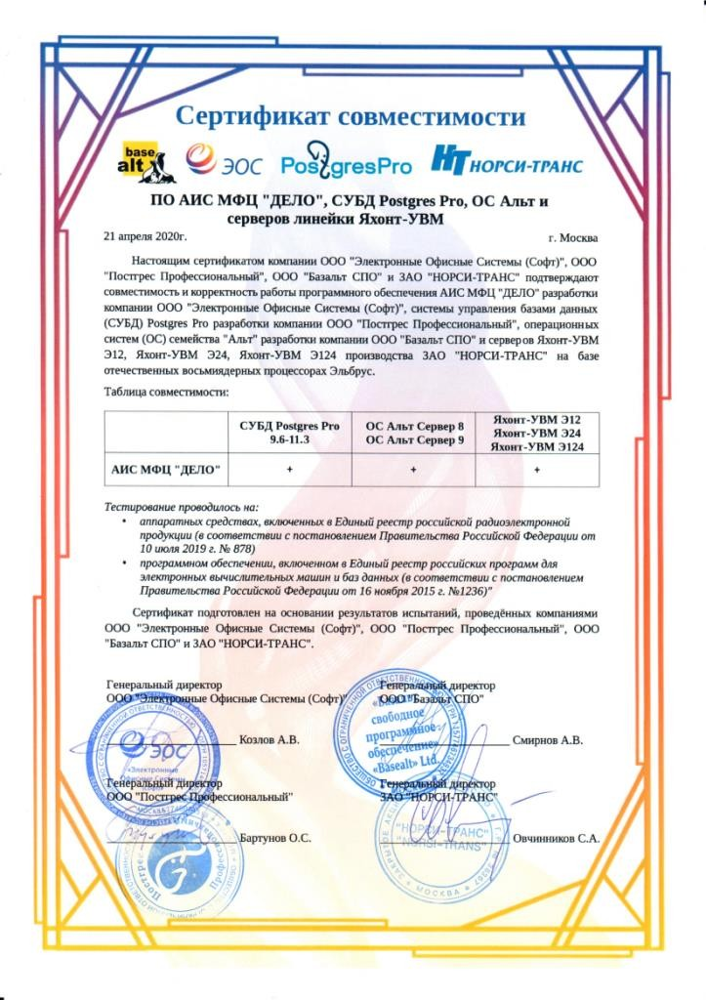 Сертификат совместимости
base
alt ЭОС PostgresPro НТ НОРСИ-ТРАНС
ПО АИС МФЦ "ДЕЛО", СУБД Postgres Pro, ОС Альт и
серверов линейки Яхонт-УВМ
21 апреля 2020г. г. Москва
Настоящим сертификатом компании ООО "Электронные Офисные Системы (Софт)", ООО
"Постгрес Профессиональный", ООО "Базальт СПО" и ЗАО "НОРСИ-ТРАНС" подтверждают
совместимость и корректность работы программного обеспечения АИС МФЦ "ДЕЛО" разработки
компании ООО "Электронные Офисные Системы (Софт)", системы управления базами данных
(СУБД) Postgres Pro разработки компании ООО "Постгрес Профессиональный", операционных
систем (ОС) семейства "Альт" разработки компании ООО "Базальт СПО" и серверов Яхонт-УВМ
Э12, Яхонт-УВМ Э24, Яхонт-УВМ Э124 производства ЗАО "НОРСИ-ТРАНС" на базе
отечественных восьмиядерных процессорах Эльбрус.
Таблица совместимости:
СУБД Postgres Pro
9.6-11.3
ОС Альт Сервер 8
ОС Альт Сервер 9
Яхонт-УВМ Э12
Яхонт-УВМ Э24
Яхонт-УВМ Э124
АИС МФЦ "ДЕЛО" + + +
Тестирование проводилось на:
• аппаратных средствах, включенных в Единый реестр российской радиоэлектронной
продукции (в соответствии с постановлением Правительства Российской Федерации от
10 июля 2019 г. № 878)
• программном обеспечении, включенном в Единый реестр российских программ для
электронных вычислительных машин и баз данных (в соответствии с постановлением
Правительства Российской Федерации от 16 ноября 2015 г. №1236)"
Сертификат подготовлен на основании результатов испытаний, проведённых компаниями
ООО "Электронные Офисные Системы (Софт)", ООО "Постгрес Профессиональный", ООО
"Базальт СПО" и ЗАО "НОРСИ-ТРАНС".
Генеральный директор
ООО "Электронные Офисные Системы (Софт)"
Козлов А.В.
Генеральный директор
ООО "Базальт СПО"
Смирнов А.В.
Генеральный директор
ООО "Постгрес Профессиональный"
Бартунов О.С.
Генеральный директор
ЗАО "НОРСИ-ТРАНС"
Овчинников С.А.
ЭОС
«Электронные
Офисные Системы
«Базальт
свободное
программное
обеспечение»
«Basealt» Ltd.
Постгрес
Профессиональный
"НОРСИ-ТРАНС"
"NORSI-TRANS"
МОСКВА